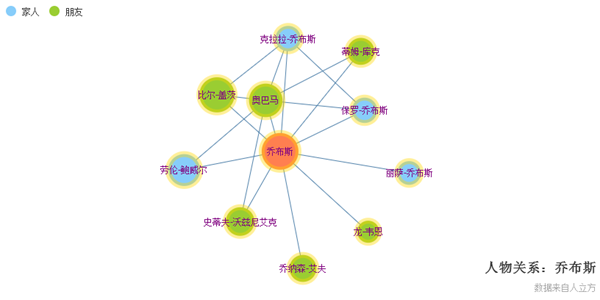 家人
朋友
克拉拉-乔布斯
蒂姆-库克
比尔-盖茨
奥巴马
保罗-乔布斯
乔布斯
劳伦-鲍威尔
丽萨-乔布斯
史蒂夫-沃兹尼艾克
龙-韦恩
乔纳森-艾夫
人物关系：乔布斯
数据来自人立方